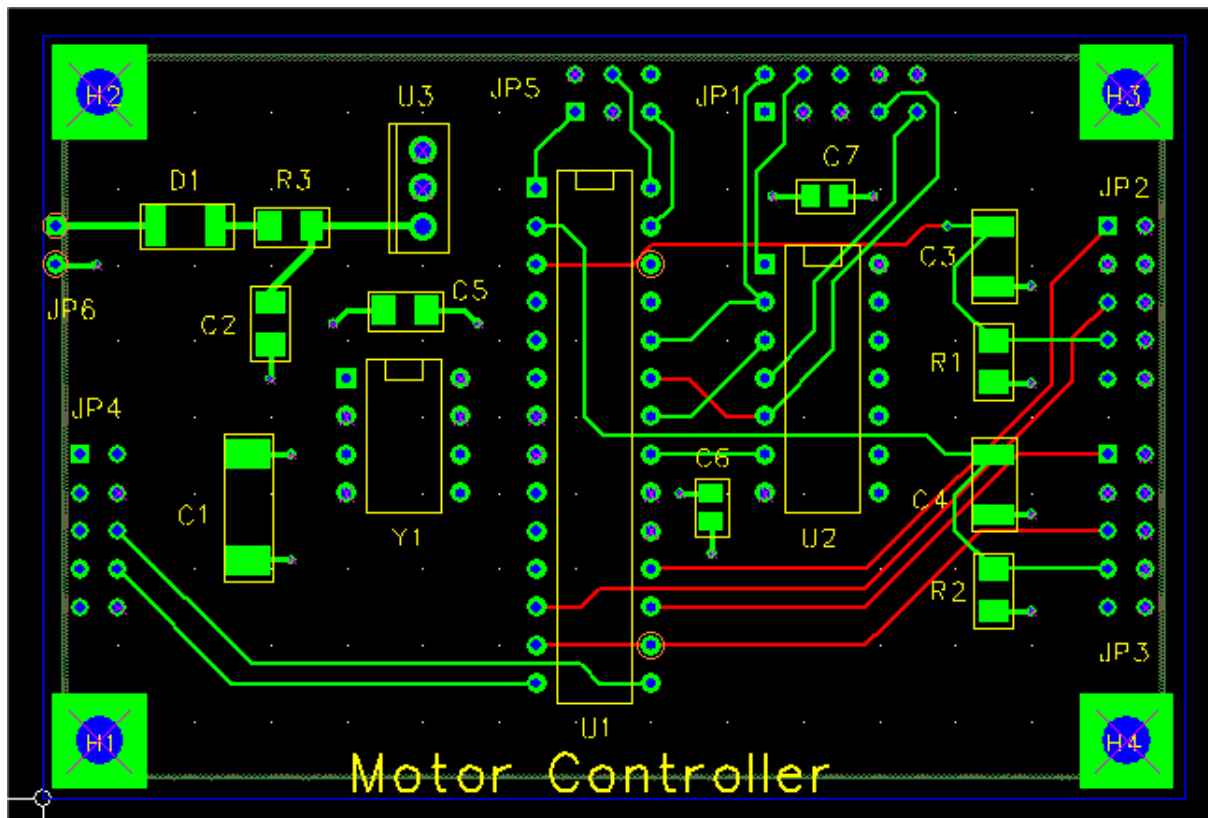 H2
JP5
U3
JP1
H3
C7
D1
R3
JP2
C3
C5
JP6
C2
R1
JP4
C6
C1
Y1
U2
C4
R2
JP3
U1
H1
H4
Motor Controller